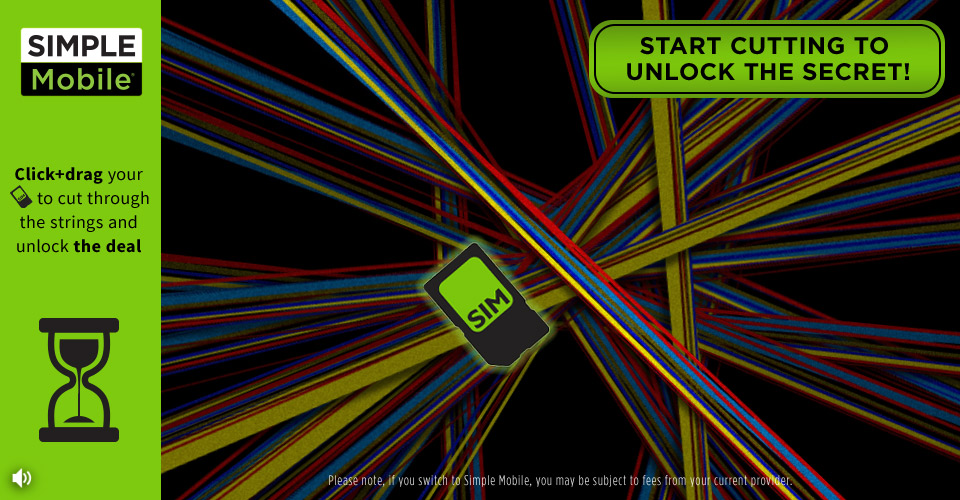 SIMPLE
Mobile®
Click+drag your
to cut through
the strings and
unlock the deal
START CUTTING TO
UNLOCK THE SECRET!
SIM
Please note, if you switch to Simple Mobile, you may be subject to fees from your current provider.